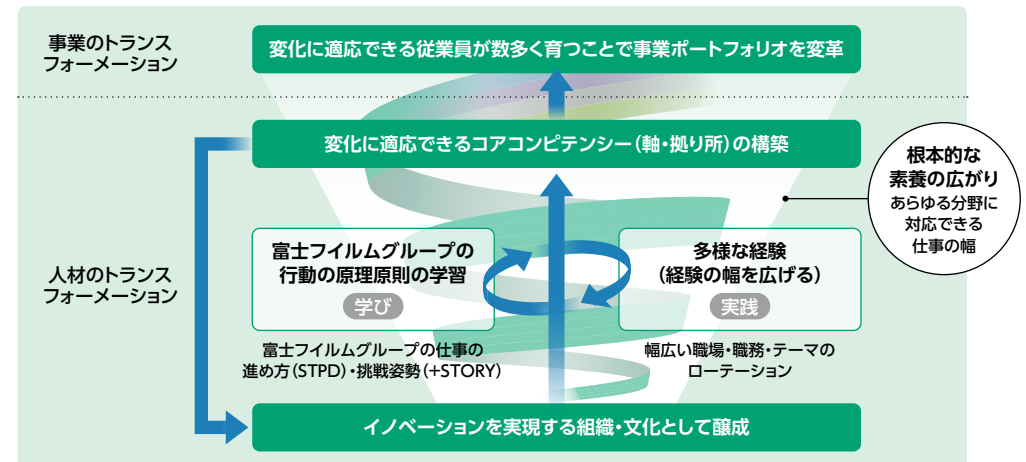 事業のトランス
フォーメーション
変化に適応できる従業員が数多く育つことで事業ポートフォリオを変革
変化に適応できるコアコンピテンシー（軸・拠り所）の構築
根本的な
素養の広がり
あらゆる分野に
対応できる
仕事の幅
人材のトランス
フォーメーション
富士フイルムグループの
行動の原理原則の学習
学び
多様な経験
（経験の幅を広げる）
実践
富士フイルムグループの仕事の
進め方（STPD）・挑戦姿勢（+STORY）
幅広い職場・職務・テーマの
ローテーション
イノベーションを実現する組織・文化として醸成